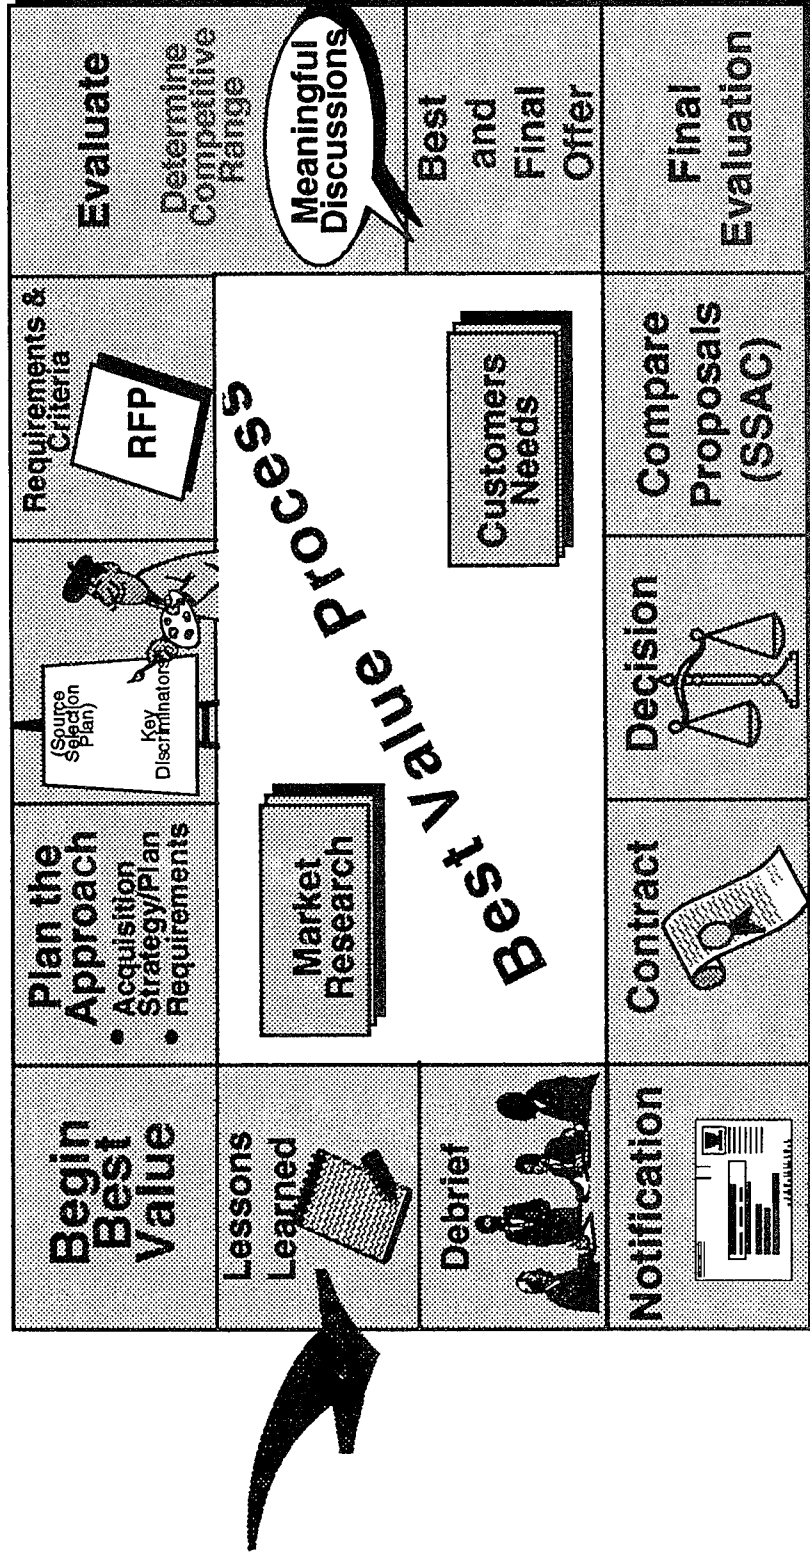 Begin
Best
Value
Plan the
Approach
• Acquisition
Strategy/Plan
• Requirements
(Source
Selection
Plan)
Key
Discriminators
Requirements &
Criteria
RFP
Evaluate
Determine
Competitive
Range
Meaningful
Discussions
Best
and
Final
Offer
Final
Evaluation
Compare
Proposals
(SSAC)
Decision
Contract
Notification
Debrief
Lessons
Learned
Market
Research
Best Value Process
Customers
Needs